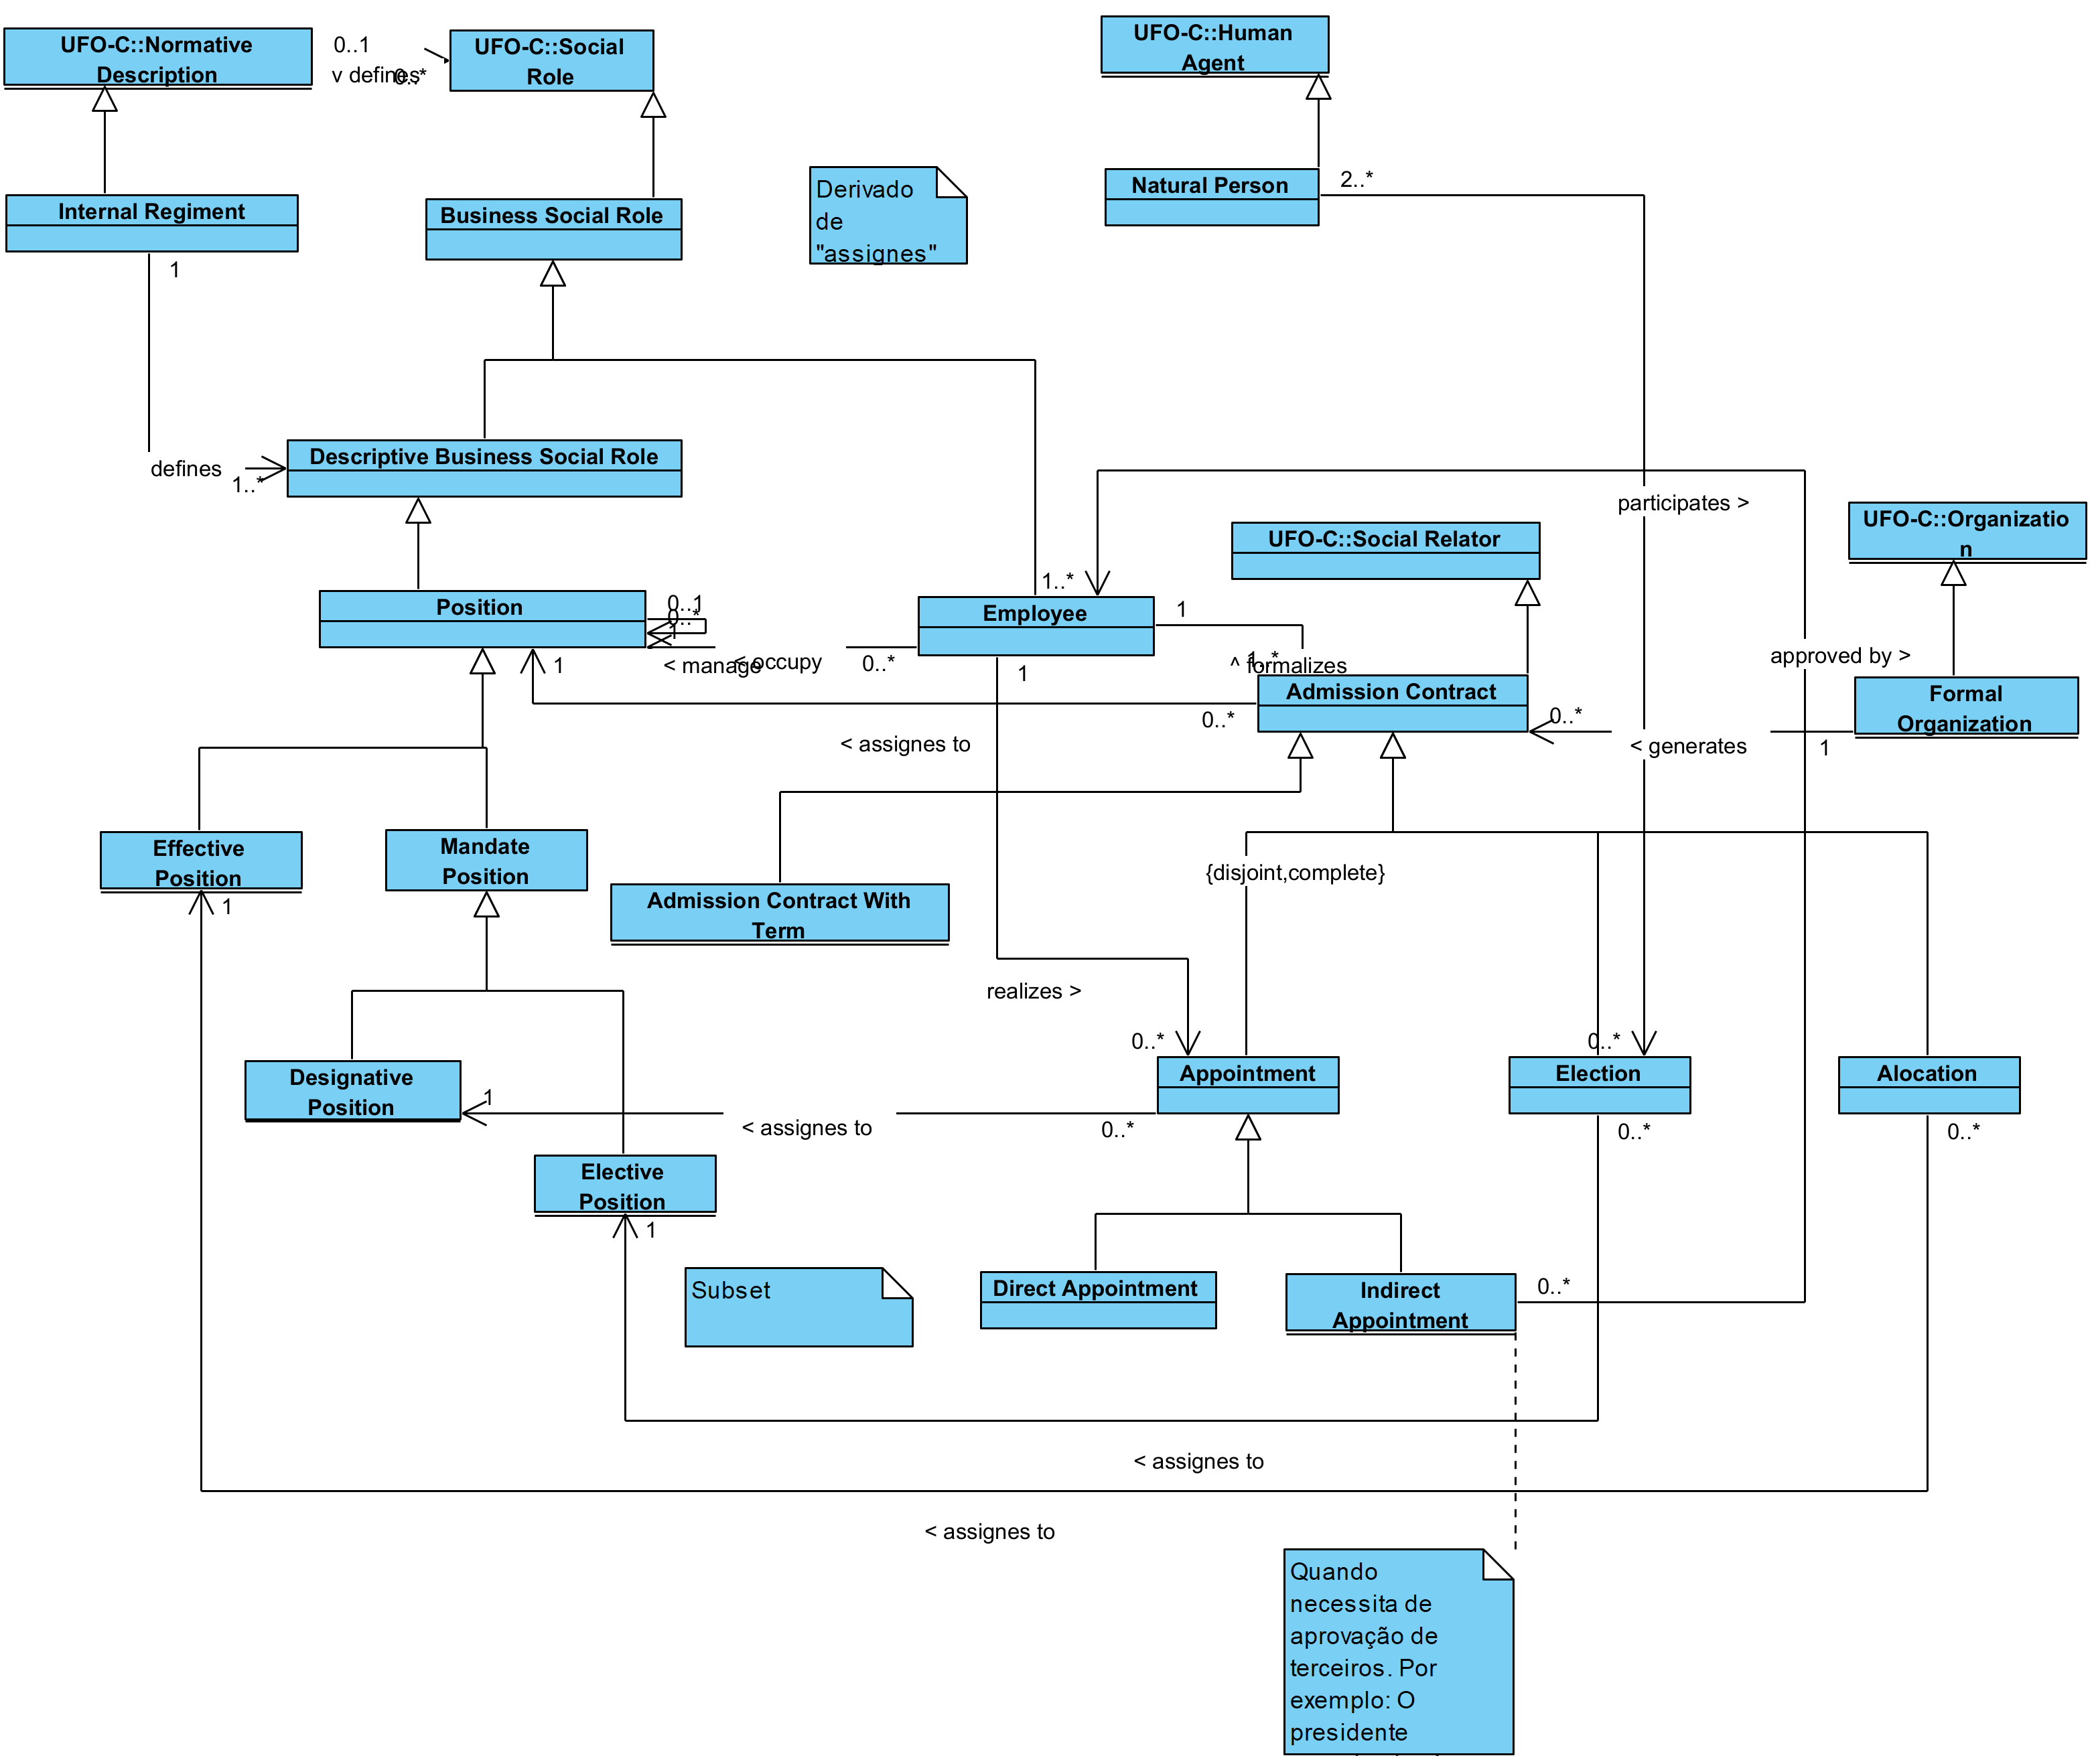 UFO-C::Normative
Description
0..1
v defines
0..*
UFO-C::Social
Role
UFO-C::Human
Agent
Internal Regiment
1
Business Social Role
Derivado
de
"assignes"
Natural Person
2..*
defines
1..*
Descriptive Business Social Role
participates >
UFO-C::Organizatio
n
UFO-C::Social Relator
Position
0..1
0..*
1
1
< manage
< occupy
0..*
1..*
Employee
1
1
^ formalizes
1..*
approved by >
Admission Contract
0..*
0..*
Formal
Organization
< assignes to
< generates
1
Effective
Position
1
Mandate
Position
Admission Contract With
Term
{disjoint,complete}
realizes >
0..*
0..*
Designative
Position
1
< assignes to
0..*
Appointment
Election
0..*
Alocation
0..*
Elective
Position
1
Subset
Direct Appointment
Indirect
Appointment
0..*
< assignes to
< assignes to
Quando
necessita de
aprovação de
terceiros. Por
exemplo: O
presidente